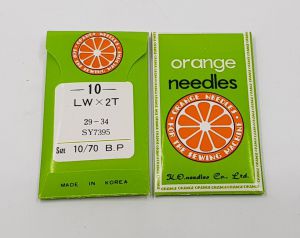 10
LW×2T
29-34
SY7395
Size 10/70 B.P
MADE IN KOREA
orange
needles
ORANGE NEEDLES
FOR THE SEWING MACHINE
K.O.needles Co., Ltd.